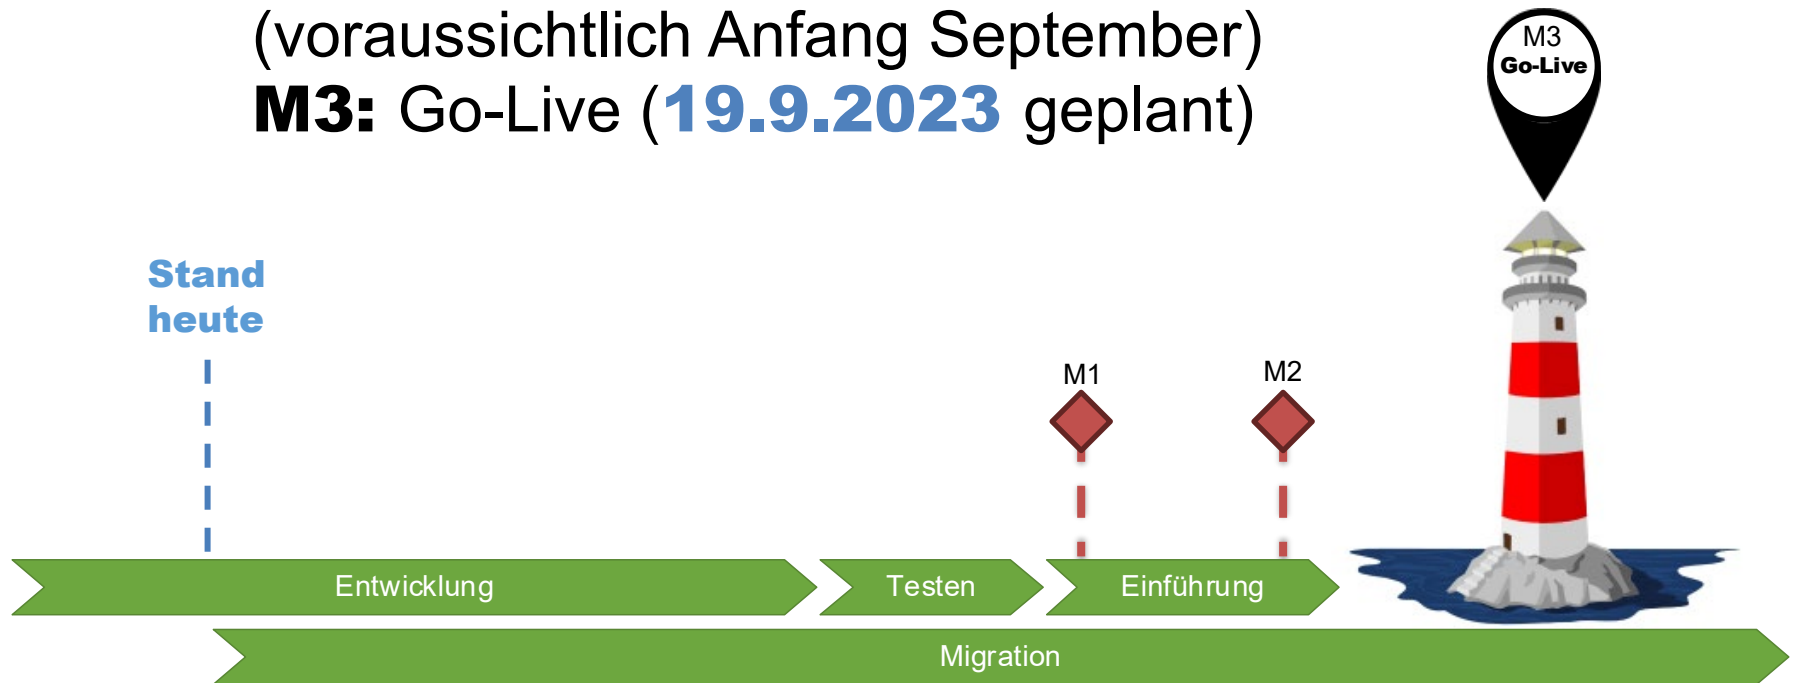 (voraussichtlich Anfang September)
M3: Go-Live (19.9.2023 geplant)
M3
Go-Live
Stand
heute
M1
M2
Entwicklung
Testen
Einführung
Migration